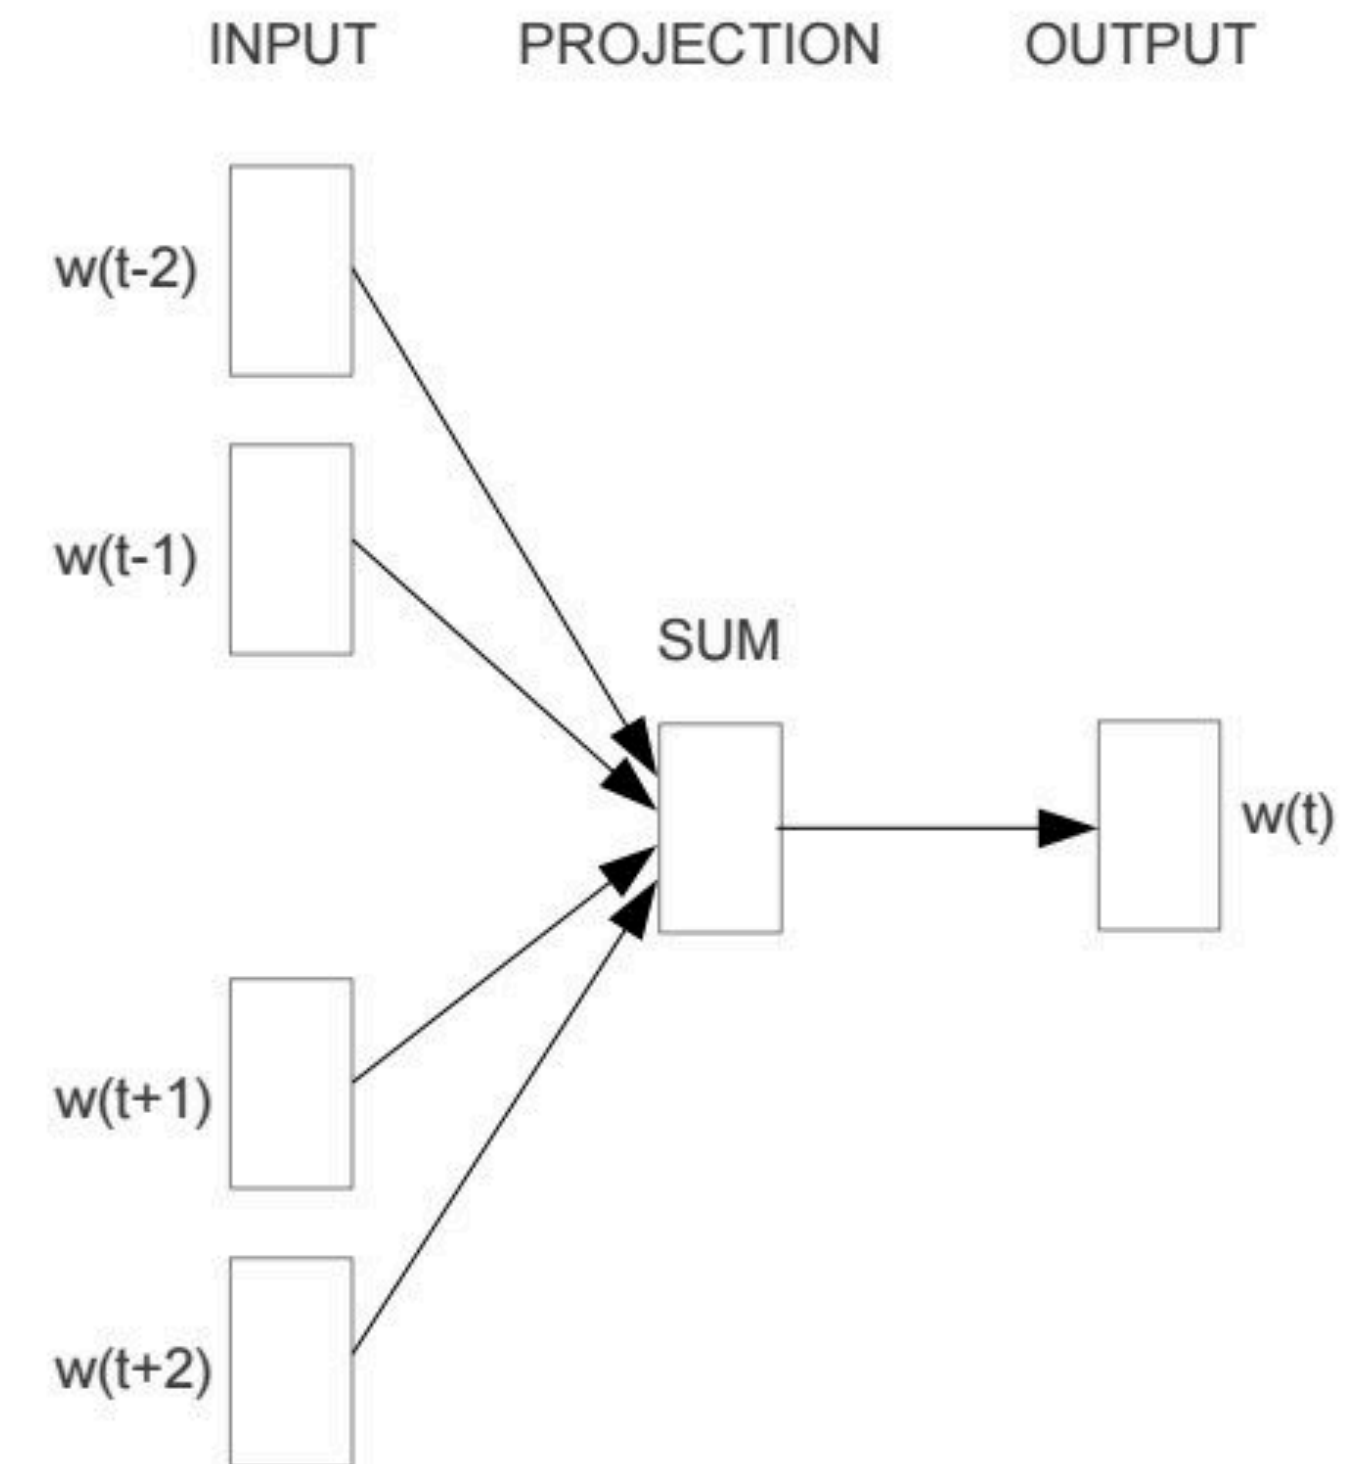 INPUT PROJECTION OUTPUT
w(t-2)
w(t-1)
SUM
w(t)
w(t+1)
w(t+2)